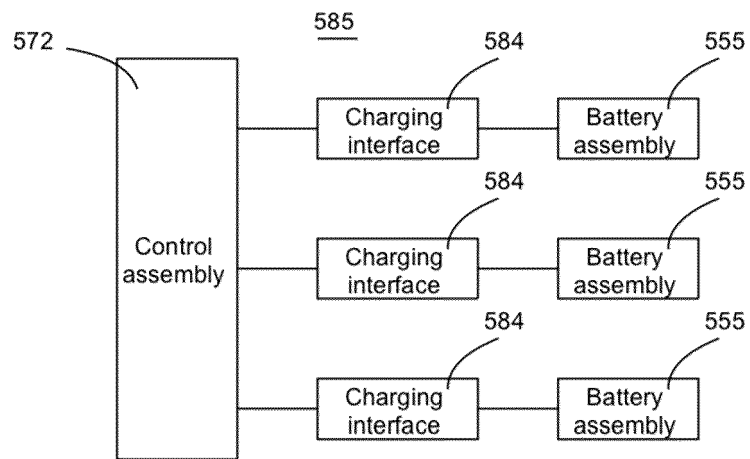 585
572
584
555
Charging
interface
Battery
assembly
584
555
Control
assembly
Charging
interface
Battery
assembly
584
555
Charging
interface
Battery
assembly